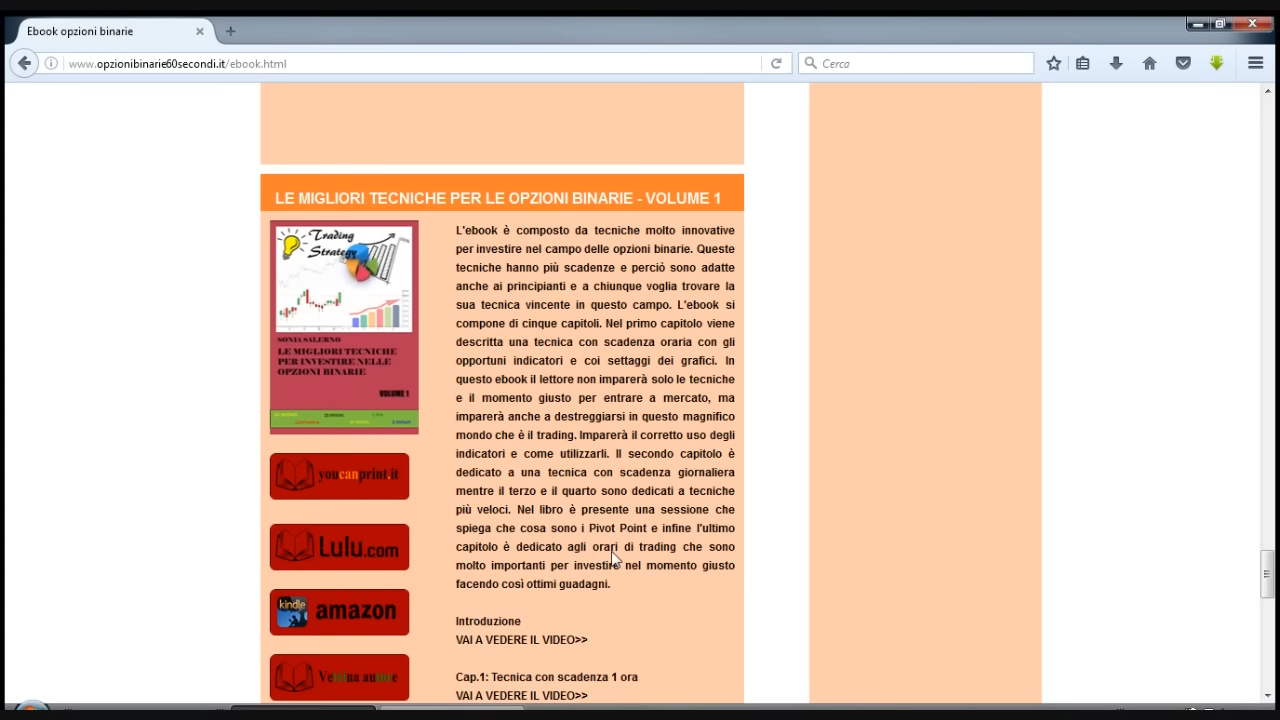 Ebook opzioni binarie
www.opzionibinarie60secondi.it/ebook.html
Cerca
LE MIGLIORI TECNICHE PER LE OPZIONI BINARIE - VOLUME 1
Trading
Strategy
SONIA SALERNO
LE MIGLIORI TECNICHE
PER INVESTIRE NELLE
OPZIONI BINARIE
VOLUME 1
youcanprint.it
Lulu.com
kindle amazon
Vetrina autore
L'ebook è composto da tecniche molto innovative
per investire nel campo delle opzioni binarie. Queste
tecniche hanno più scadenze e perciò sono adatte
anche ai principianti e a chiunque voglia trovare la
sua tecnica vincente in questo campo. L'ebook si
compone di cinque capitoli. Nel primo capitolo viene
descritta una tecnica con scadenza oraria con gli
opportuni indicatori e coi settaggi dei grafici. In
questo ebook il lettore non imparerà solo le tecniche
e il momento giusto per entrare a mercato, ma
imparerà anche a destreggiarsi in questo magnifico
mondo che è il trading. Imparerà il corretto uso degli
indicatori e come utilizzarli. Il secondo capitolo è
dedicato a una tecnica con scadenza giornaliera
mentre il terzo e il quarto sono dedicati a tecniche
più veloci. Nel libro è presente una sessione che
spiega che cosa sono i Pivot Point e infine l'ultimo
capitolo è dedicato agli orari di trading che sono
molto importanti per investire nel momento giusto
facendo così ottimi guadagni.
Introduzione
VAI A VEDERE IL VIDEO>>
Cap.1: Tecnica con scadenza 1 ora
VAI A VEDERE IL VIDEO>>